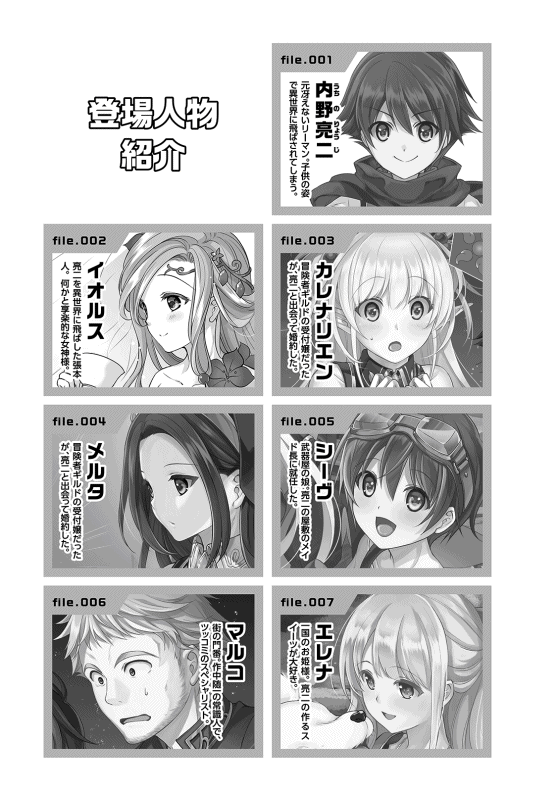 登場人物
紹介
file.001
内野亮二
うちのりょうじ
元冴えないリーマン。子供の姿
で異世界に飛ばされてしまう。
file.002
イオルス
亮二を異世界に飛ばした張本
人。何かと享楽的な女神様。
file.003
カレナリエン
冒険者ギルドの受付嬢だった
が、亮二と出会って婚約した。
file.004
メルタ
冒険者ギルドの受付嬢だった
が、亮二と出会って婚約した。
file.005
シーヴ
武器屋の娘。亮二の屋敷のメイ
ド長に就任した。
file.006
マルコ
街の門番。作中随一の常識人で、
ツッコミのスペシャリスト。
file.007
エレナ
一国のお姫様。亮二の作るス
イーツが大好き。